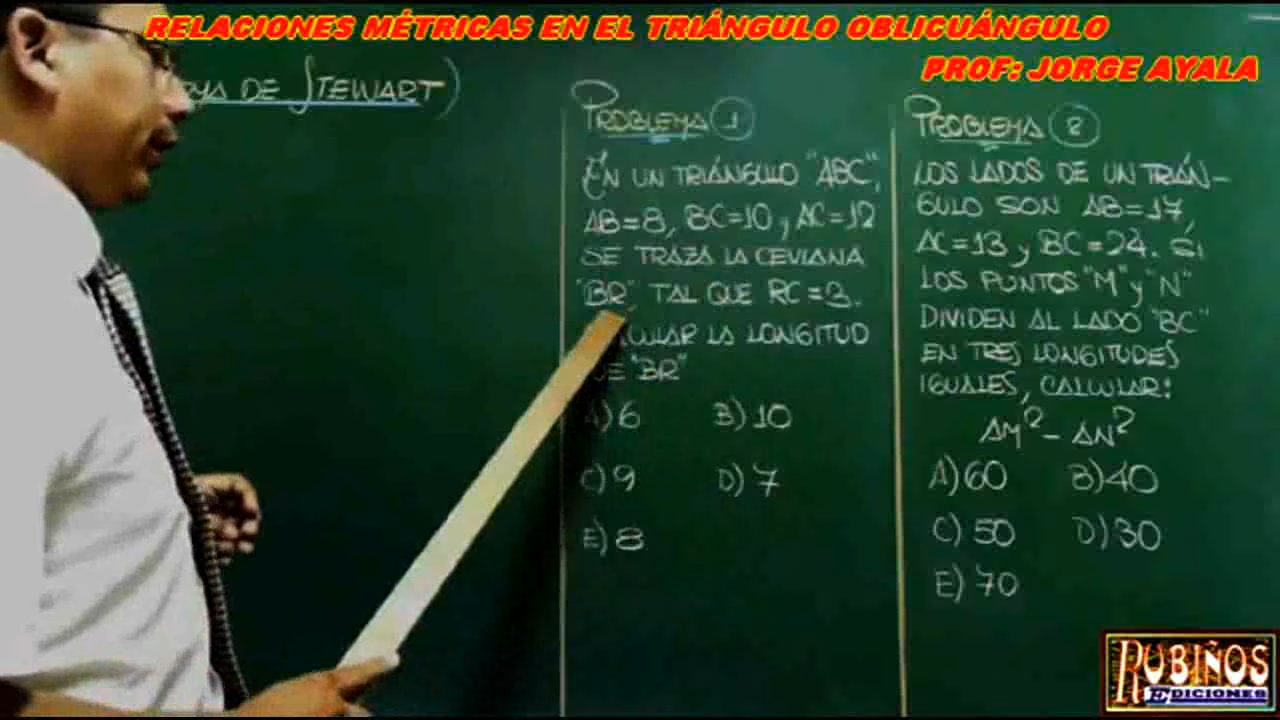 RELACIONES MÉTRICAS EN EL TRIÁNGULO OBLICUÁNGULO
PROF: JORGE AYALA
DE STEWART)
PROBLEMA 1
EN UN TRIÁNGULO "ABC",
AB=8, BC=10 y AC=12
SE TRAZA LA CEVIANA
"BR", TAL QUE RC=3.
LA LONGITUD
DE "BR"
A) 6 B) 10
C) 9 D) 7
E) 8
PROBLEMA 2
LOS LADOS DE UN TRIÁN-
GULO SON AB=17,
AC=13 y BC=24. SI
LOS PUNTOS "M" y "N"
DIVIDEN AL LADO "BC"
EN TRES LONGITUDES
IGUALES, CALCULAR:
AM² - AN²
A) 60 B) 40
C) 50 D) 30
E) 70
RUBIÑOS
EDICIONES